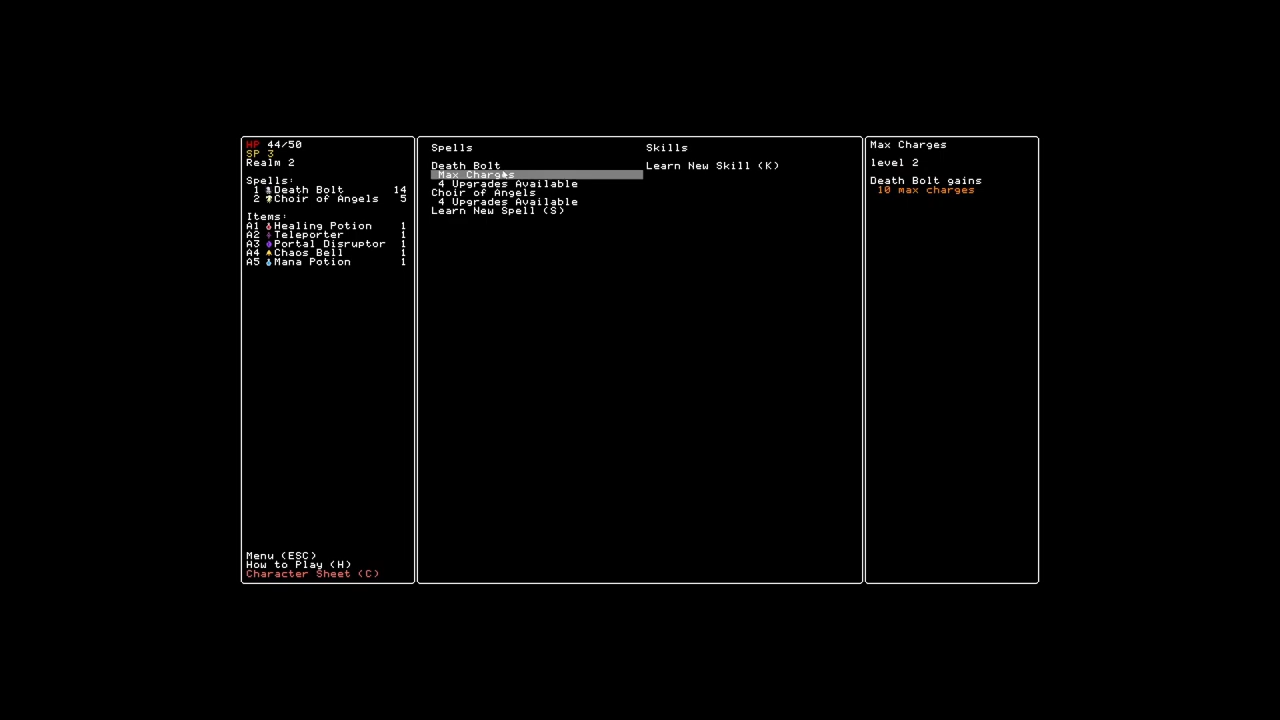 HP 44/50
SP 3
Realm 2
Spells:
1 Death Bolt 14
2 Choir of Angels 5
Items:
A1 Healing Potion 1
A2 Teleporter 1
A3 Portal Disruptor 1
A4 Chaos Bell 1
A5 Mana Potion 1
Menu (ESC)
How to Play (H)
Character Sheet (C)
Spells
Death Bolt
Max Charges
4 Upgrades Available
Choir of Angels
4 Upgrades Available
Learn New Spell (S)
Skills
Learn New Skill (K)
Max Charges
level 2
Death Bolt gains
10 max charges